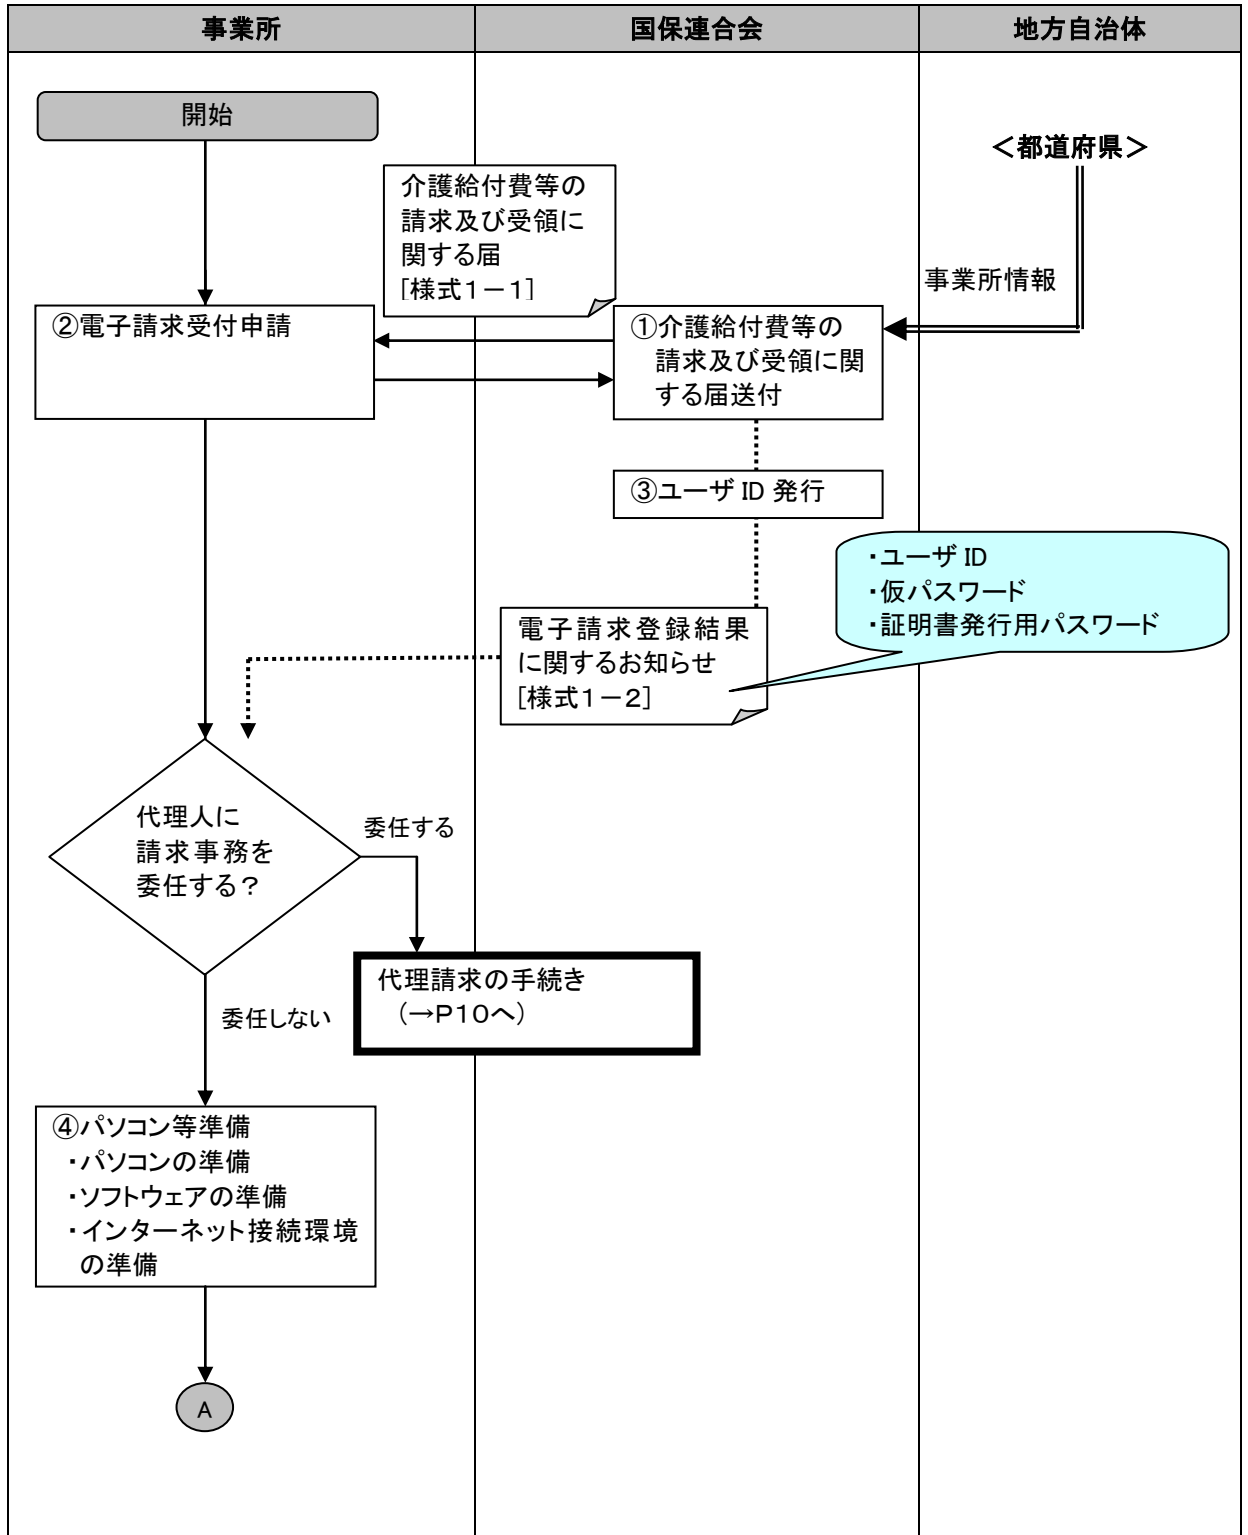 事業所
国保連合会
地方自治体
開始
＜都道府県＞
介護給付費等の
請求及び受領に
関する届
[様式１－１]
事業所情報
②電子請求受付申請
①介護給付費等の
請求及び受領に関
する届送付
③ユーザ ID 発行
・ユーザ ID
・仮パスワード
・証明書発行用パスワード
電子請求登録結果
に関するお知らせ
[様式１－２]
代理人に
請求事務を
委任する？
委任する
代理請求の手続き
（→Ｐ１０へ）
委任しない
④パソコン等準備
・パソコンの準備
・ソフトウェアの準備
・インターネット接続環境
の準備
A